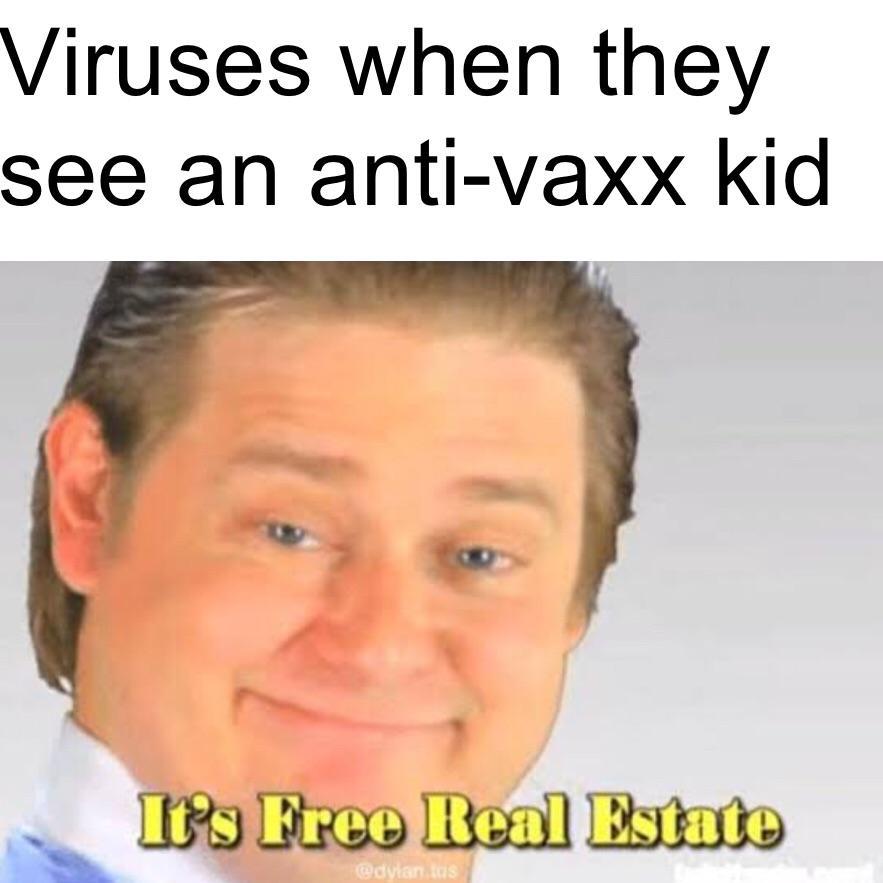 Viruses when they
see an anti-vaxx kid
It's Free Real Estate
@dylan.tus